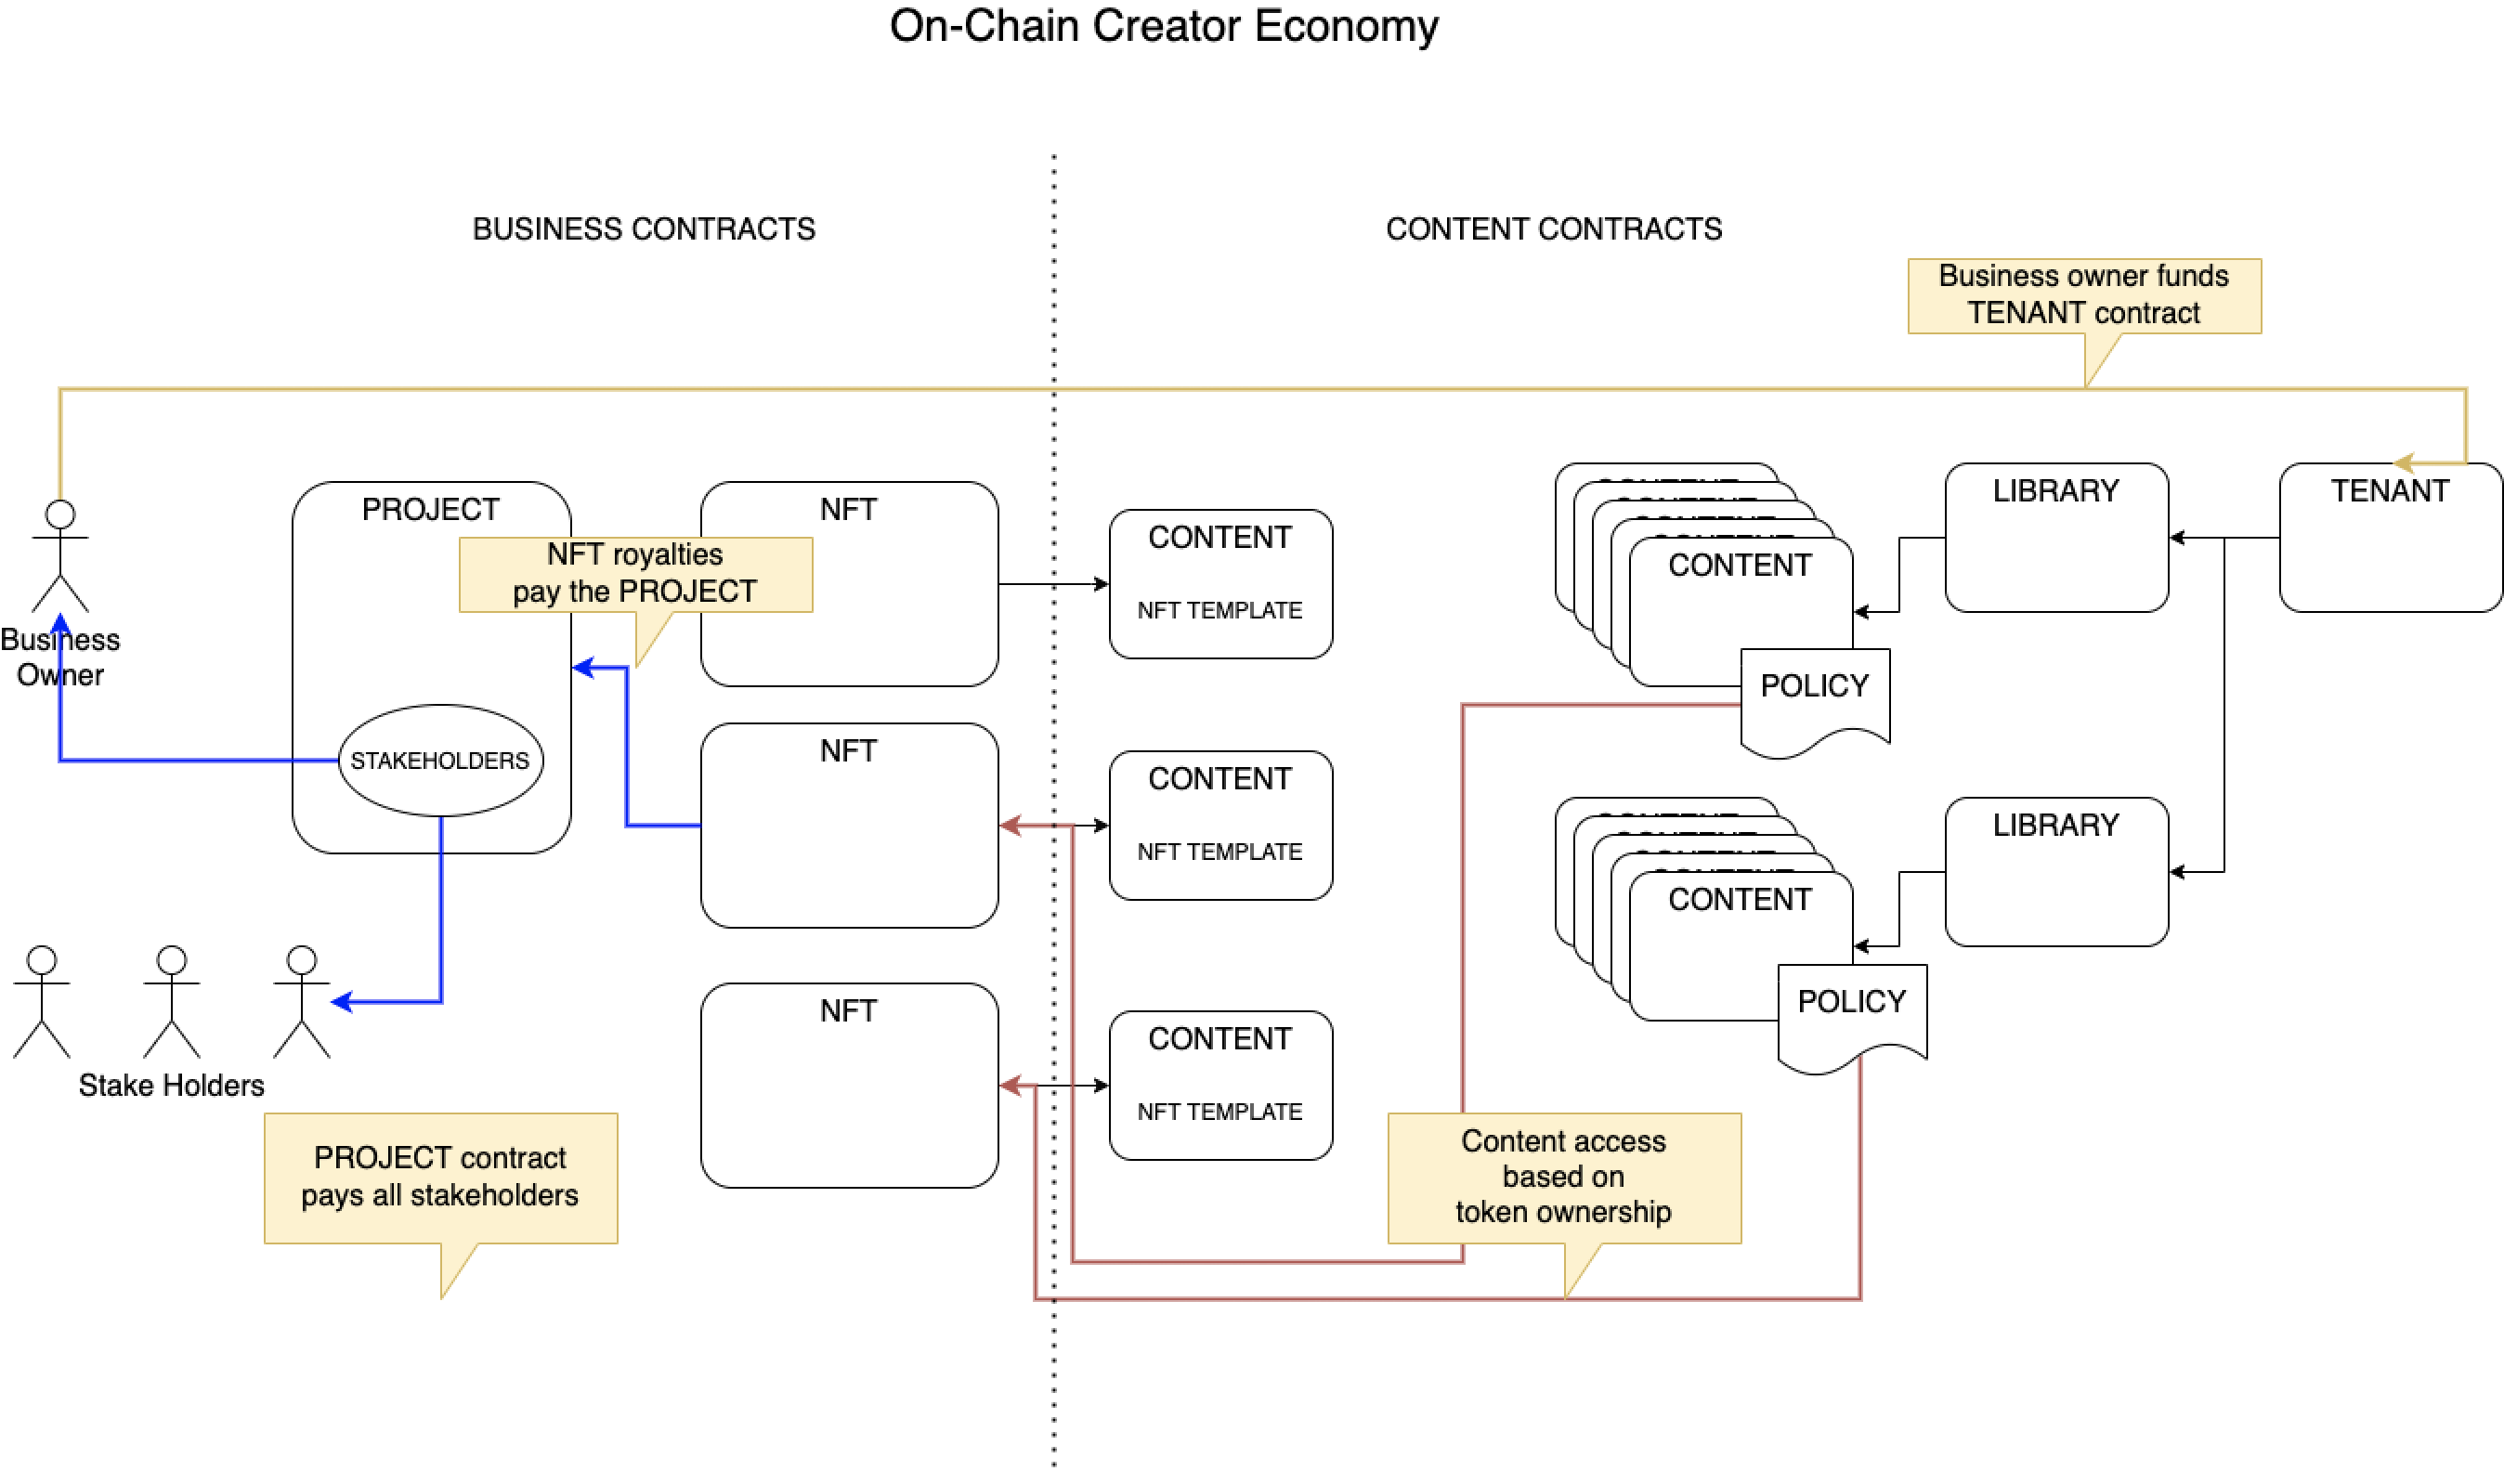 On-Chain Creator Economy
BUSINESS CONTRACTS
CONTENT CONTRACTS
Business owner funds
TENANT contract
Business
Owner
PROJECT
STAKEHOLDERS
NFT royalties
pay the PROJECT
NFT
NFT
NFT
CONTENT
NFT TEMPLATE
CONTENT
NFT TEMPLATE
CONTENT
NFT TEMPLATE
CONTENT
POLICY
LIBRARY
TENANT
CONTENT
POLICY
LIBRARY
Stake Holders
PROJECT contract
pays all stakeholders
Content access
based on
token ownership